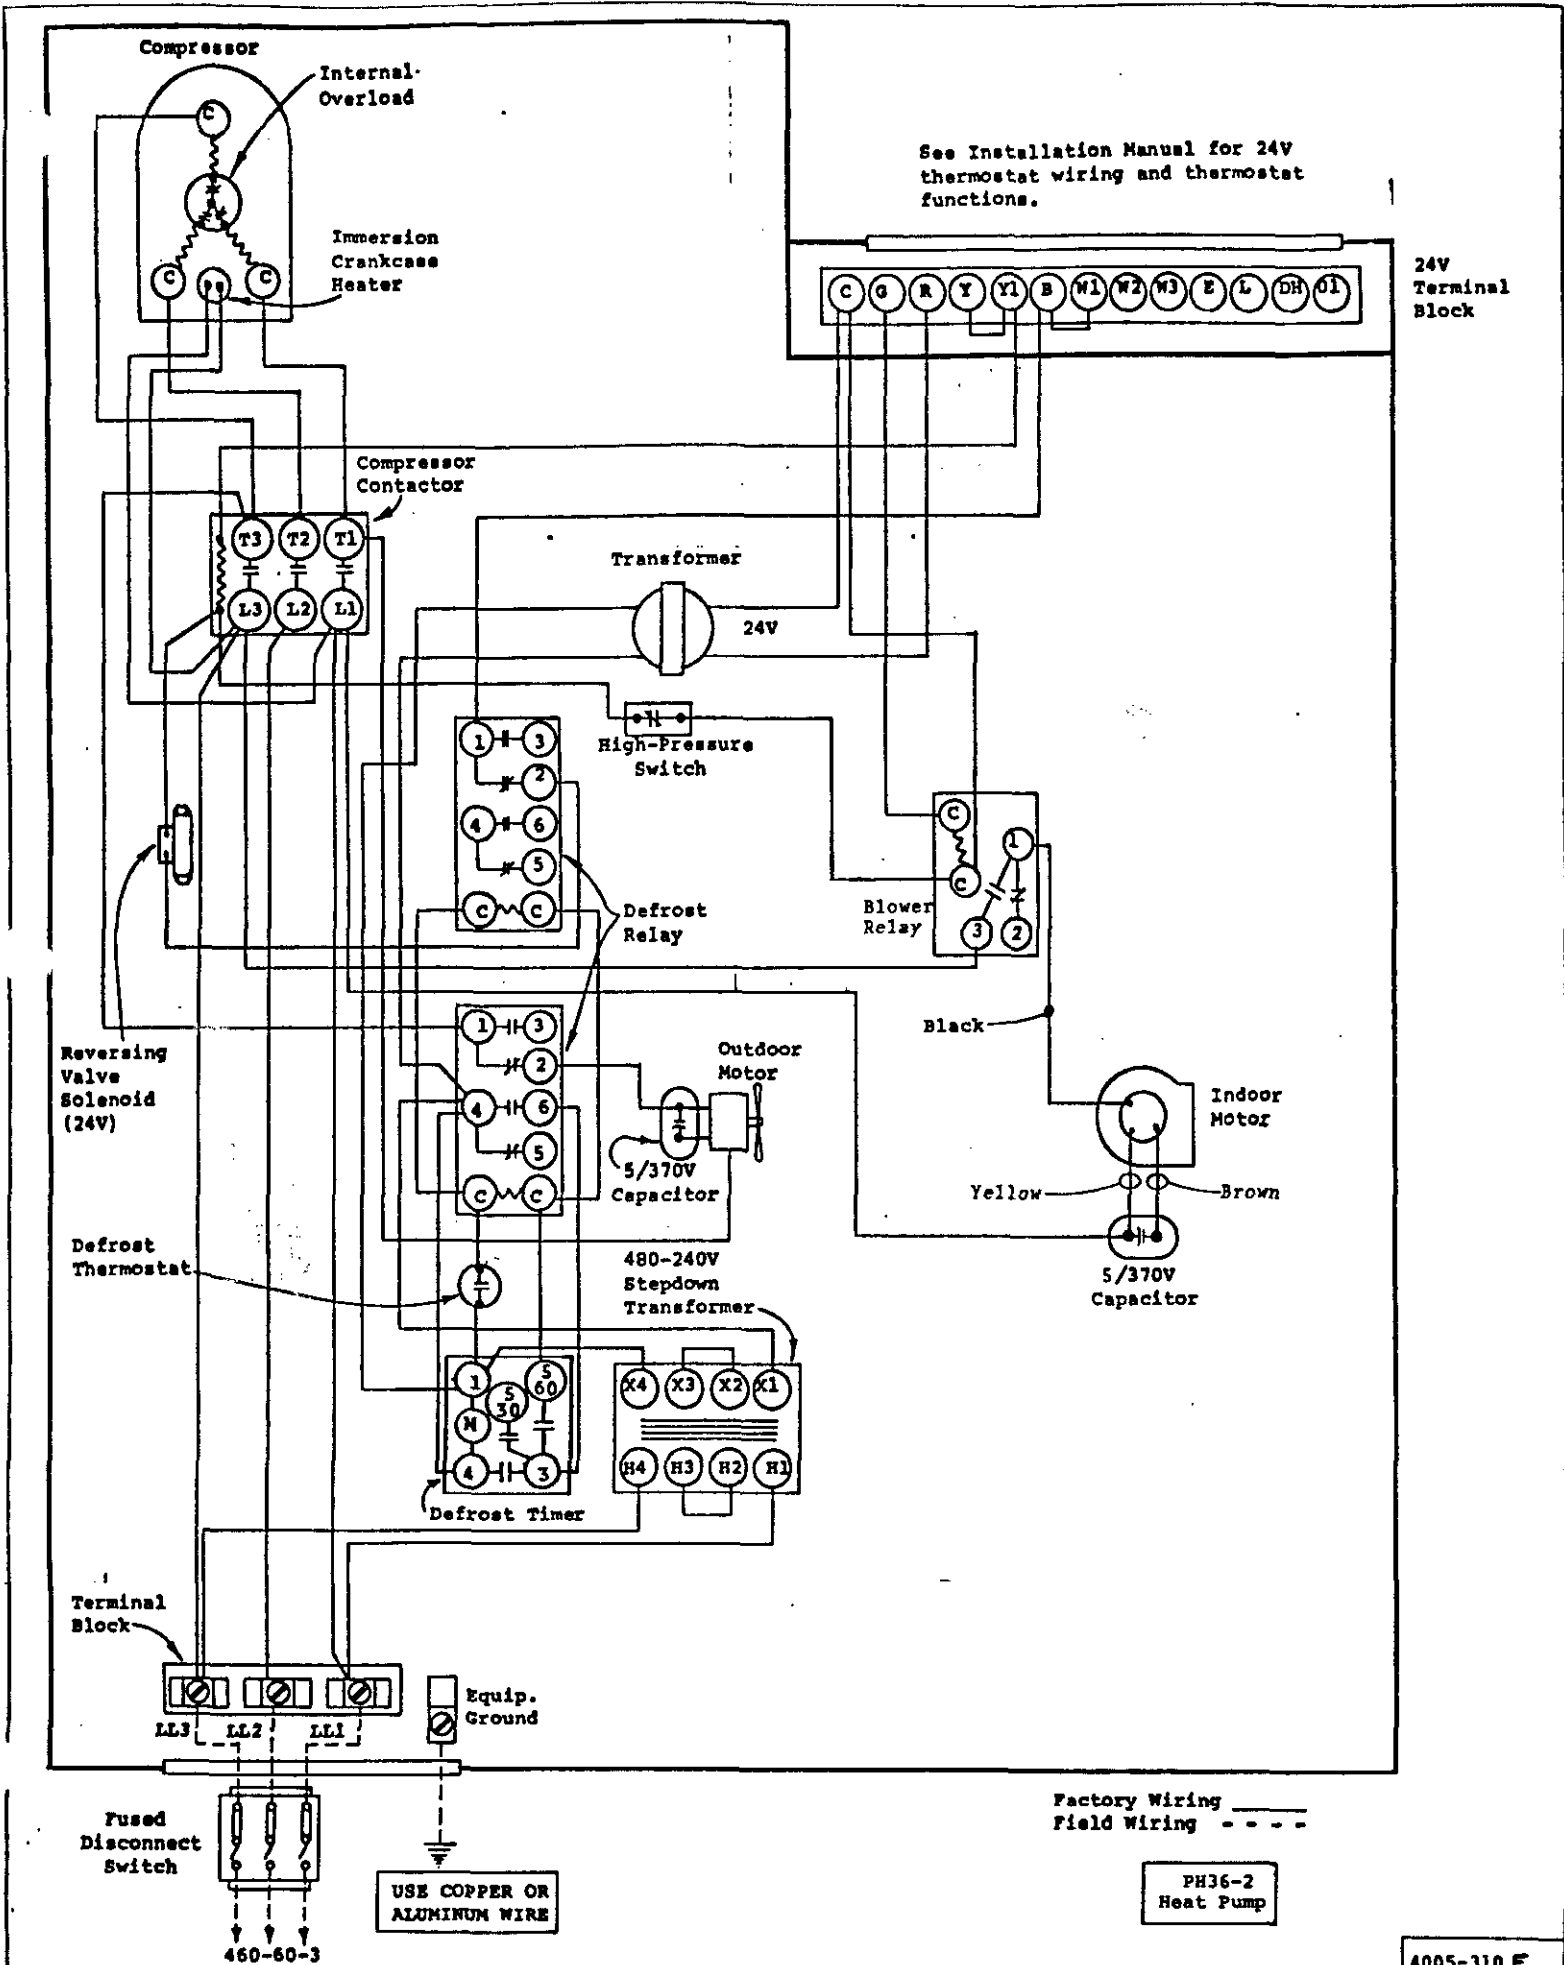 Compressor
Internal
Overload
C
C
C
Immersion
Crankcase
Heater
See Installation Manual for 24V
thermostat wiring and thermostat
functions.
C G R Y Y1 B W1 W2 W3 E L DH O1
24V
Terminal
Block
Compressor
Contactor
T3 T2 T1
L3 L2 L1
Transformer
24V
High-Pressure
Switch
1 3
2
4 6
5
C C
Defrost
Relay
C
1
C
3 2
Blower
Relay
Black
Reversing
Valve
Solenoid
(24V)
1 3
2
4 6
5
C C
Outdoor
Motor
5/370V
Capacitor
Indoor
Motor
Yellow
Brown
5/370V
Capacitor
Defrost
Thermostat
480-240V
Stepdown
Transformer
1
S
30
S
60
M
4 3
Defrost Timer
X4 X3 X2 X1
H4 H3 H2 H1
Terminal
Block
LL3 LL2 LL1
Equip.
Ground
Fused
Disconnect
Switch
460-60-3
USE COPPER OR
ALUMINUM WIRE
Factory Wiring
Field Wiring
PH36-2
Heat Pump
4005-310 F